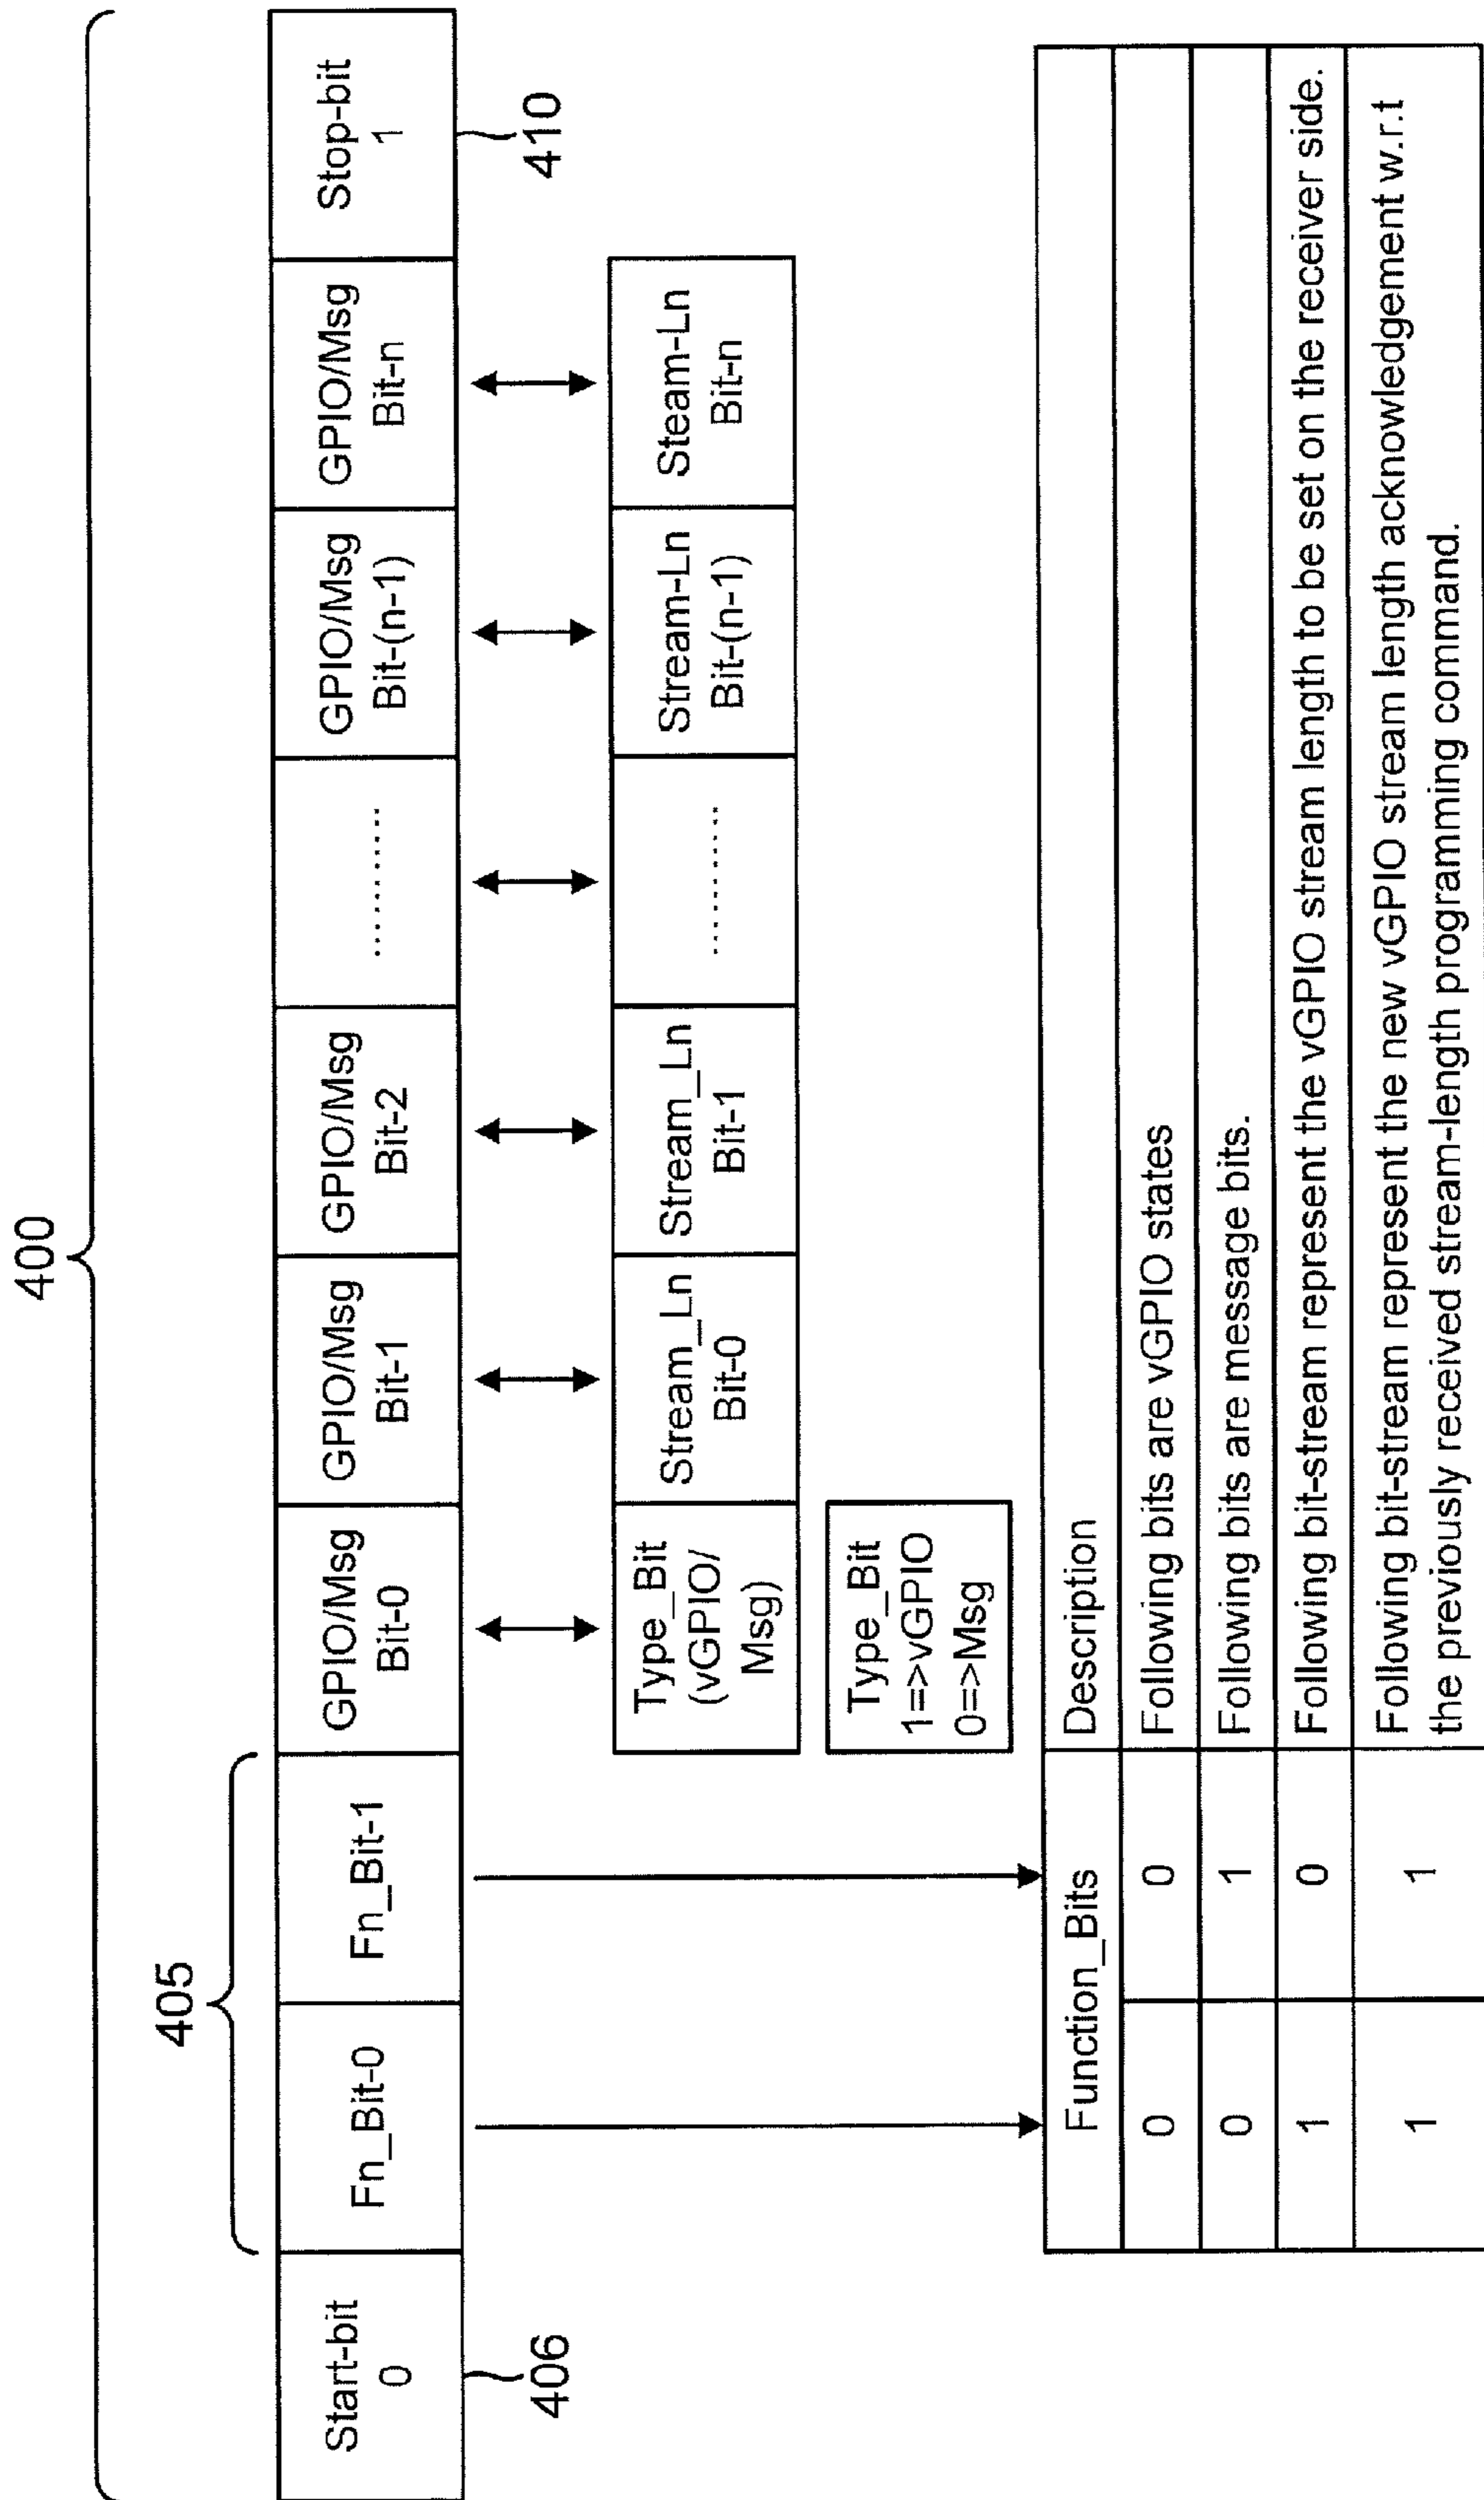 400
405
Start-bit
0
Fn_Bit-0
Fn_Bit-1
GPIO/Msg
Bit-0
GPIO/Msg
Bit-1
GPIO/Msg
Bit-2
...........
GPIO/Msg
Bit-(n-1)
GPIO/Msg
Bit-n
Stop-bit
1
406
410
Type_Bit
(vGPIO/
Msg)
Stream_Ln
Bit-0
Stream_Ln
Bit-1
...........
Stream-Ln
Bit-(n-1)
Steam-Ln
Bit-n
Type_Bit
1=>vGPIO
0=>Msg
Function_Bits Description
0 0 Following bits are vGPIO states
0 1 Following bits are message bits.
1 0 Following bit-stream represent the vGPIO stream length to be set on the receiver side.
1 1 Following bit-stream represent the new vGPIO stream length acknowledgement w.r.t
the previously received stream-length programming command.